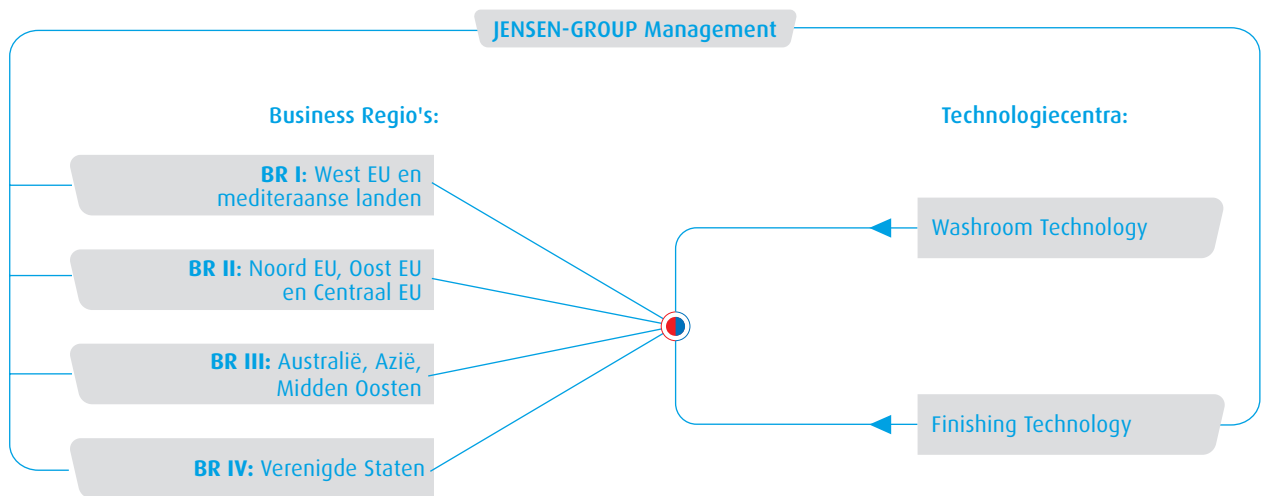 JENSEN-GROUP Management
Business Regio's:
BR I: West EU en
mediteraanse landen
BR II: Noord EU, Oost EU
en Centraal EU
BR III: Australië, Azië,
Midden Oosten
BR IV: Verenigde Staten
Technologiecentra:
Washroom Technology
Finishing Technology